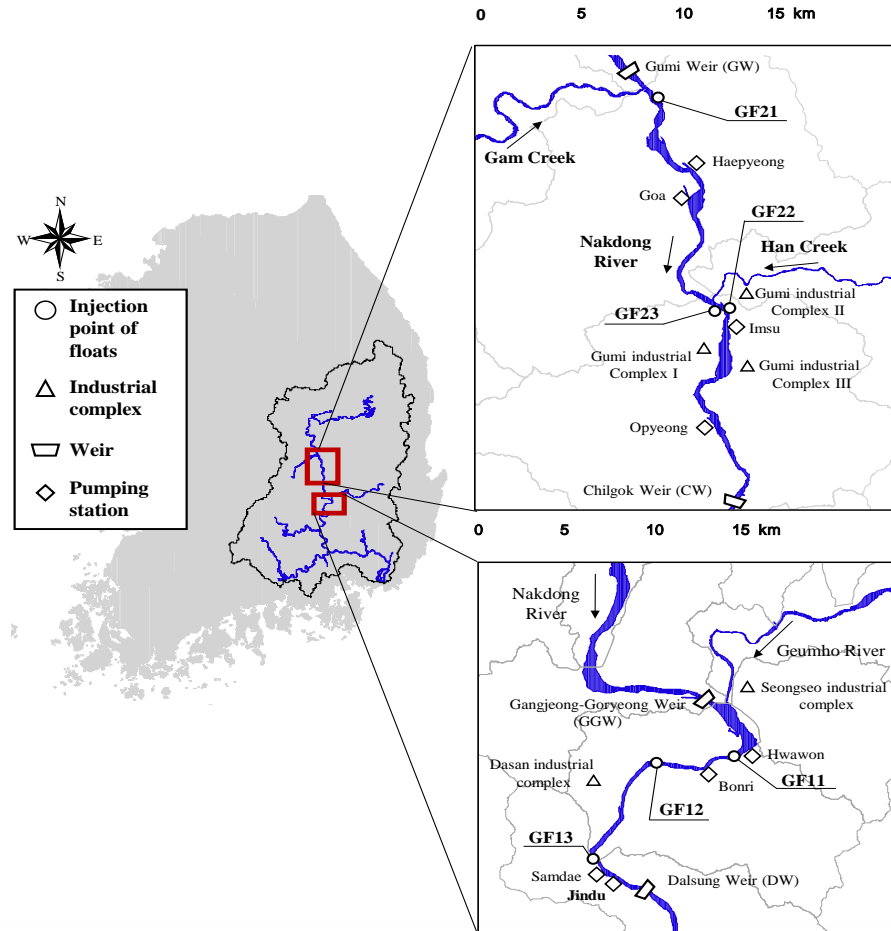 0 5 10 15 km
Gumi Weir (GW)
GF21
Gam Creek
Haepyeong
Goa
GF22
Nakdong
River
Han Creek
GF23
Gumi industrial
Complex II
Imsu
Gumi industrial
Complex I
Gumi industrial
Complex III
Opyeong
Chilgok Weir (CW)
N
W E
S
Injection
point of
floats
Industrial
complex
Weir
Pumping
station
0 5 10 15 km
Nakdong
River
Geumho River
Seongseo industrial
complex
Gangjeong-Goryeong Weir
(GGW)
Hwawon
Dasan industrial
complex
Bonri
GF11
GF12
GF13
Samdae
Jindu
Dalsung Weir (DW)